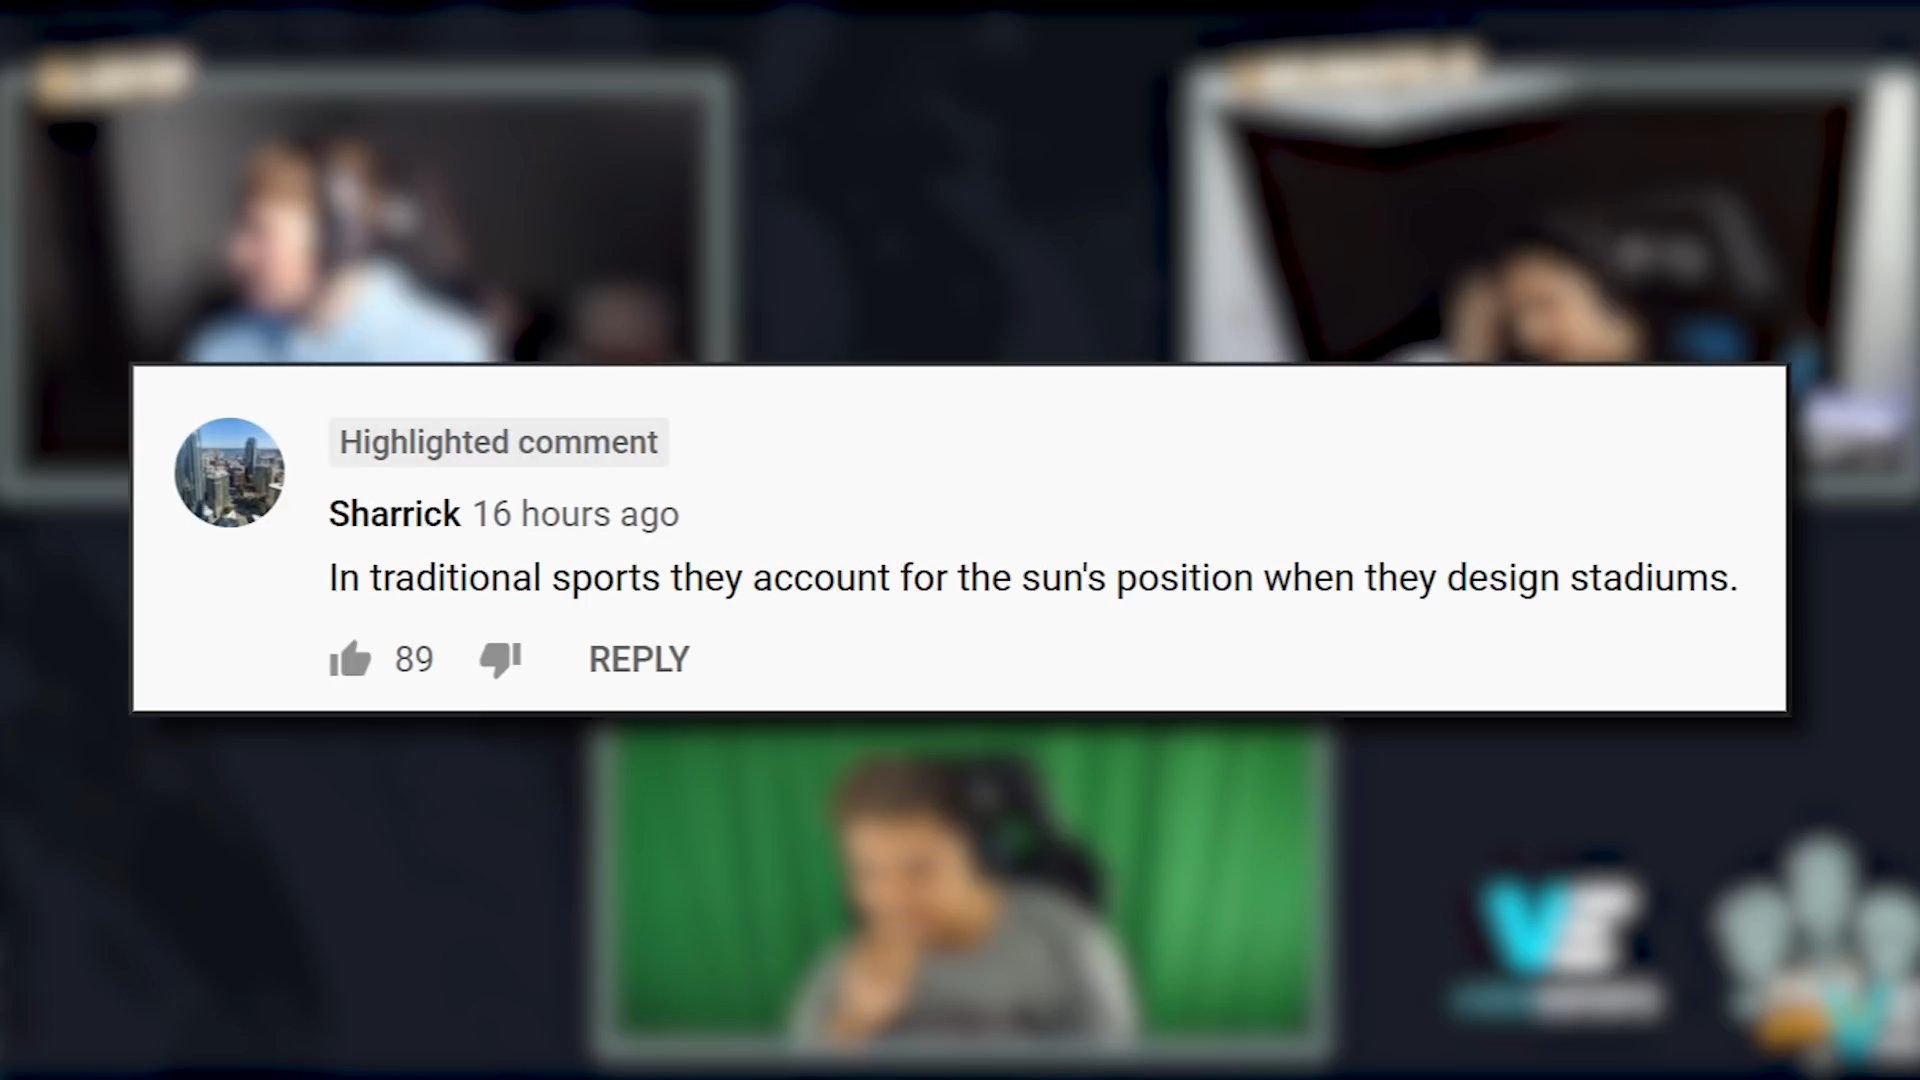 Highlighted comment
Sharrick 16 hours ago
In traditional sports they account for the sun's position when they design stadiums.
89 REPLY
VE